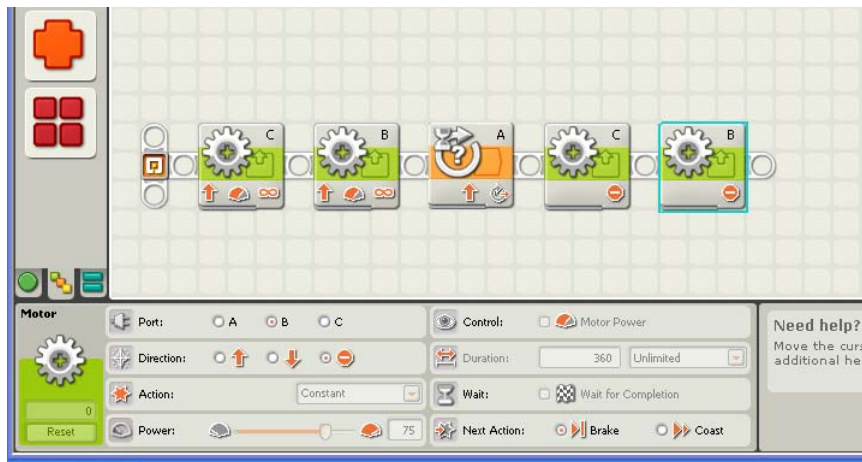 C B A C B
Motor
0
Reset
Port: A B C
Direction:
Action: Constant
Power: 75
Control: Motor Power
Duration: 360 Unlimited
Wait: Wait for Completion
Next Action: Brake Coast
Need help?
Move the curs
additional he